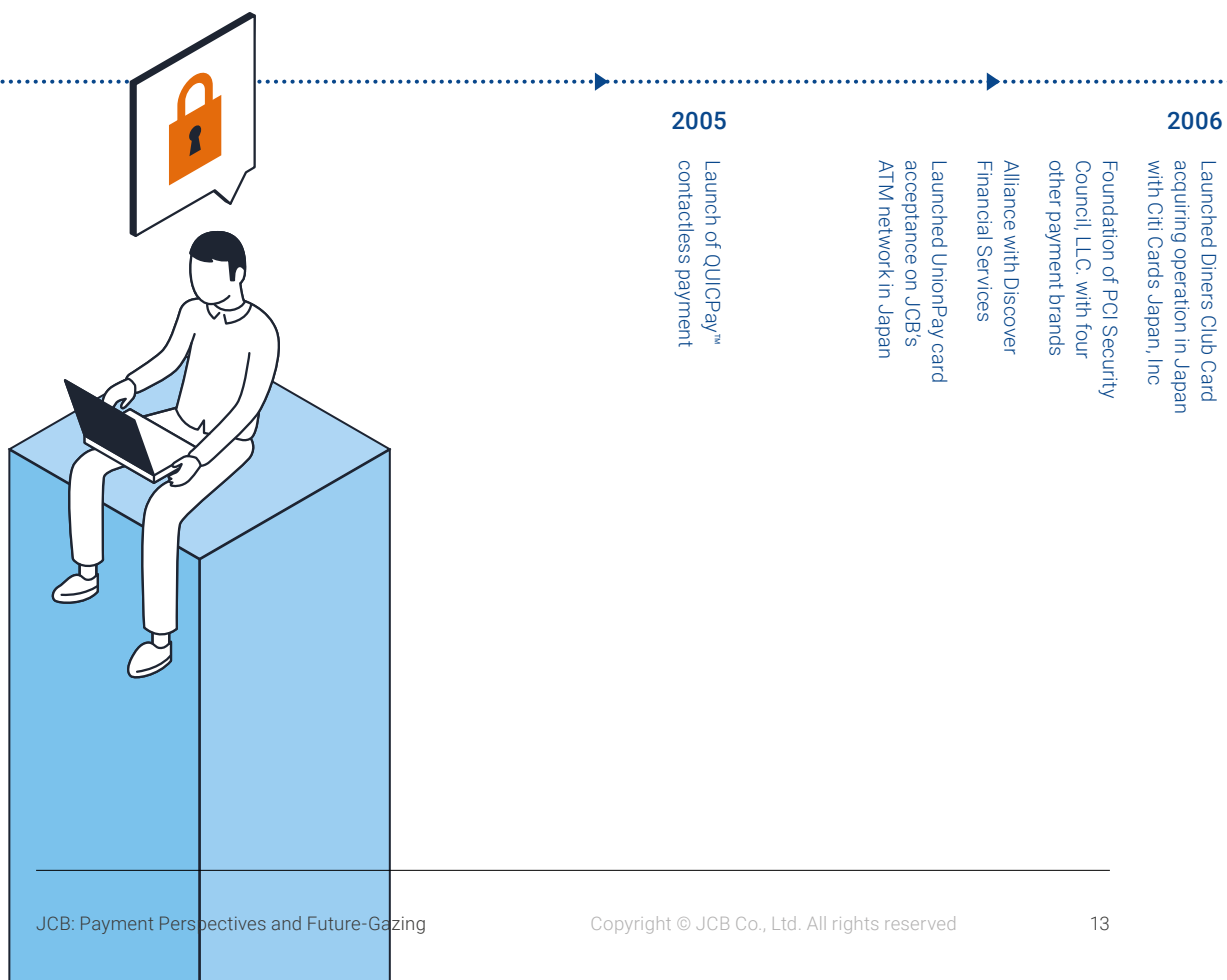 2005
Launch of QUICPay™
contactless payment
2006
Launched Diners Club Card
acquiring operation in Japan
with Citi Cards Japan, Inc
Foundation of PCI Security
Council, LLC. with four
other payment brands
Alliance with Discover
Financial Services
Launched UnionPay card
acceptance on JCB's
ATM network in Japan
JCB: Payment Perspectives and Future-Gazing
Copyright © JCB Co., Ltd. All rights reserved
13